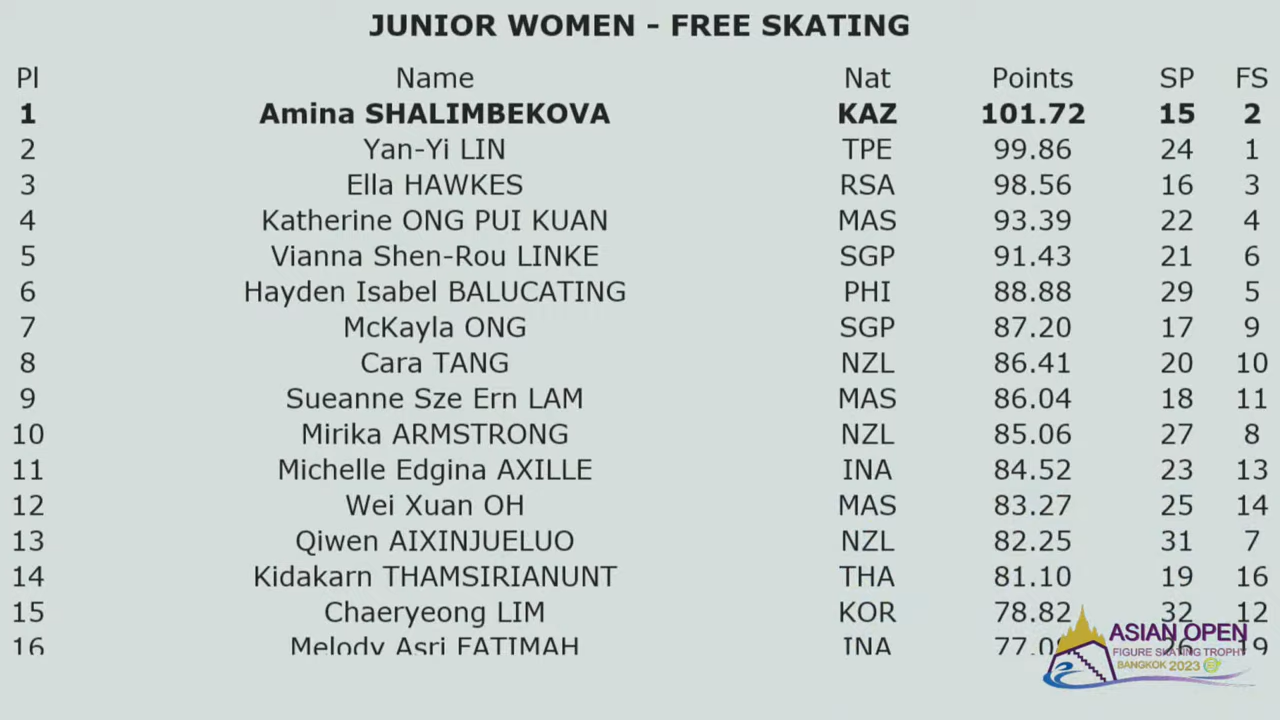 JUNIOR WOMEN - FREE SKATING
Pl Name Nat Points SP FS
1 Amina SHALIMBEKOVA KAZ 101.72 15 2
2 Yan-Yi LIN TPE 99.86 24 1
3 Ella HAWKES RSA 98.56 16 3
4 Katherine ONG PUI KUAN MAS 93.39 22 4
5 Vianna Shen-Rou LINKE SGP 91.43 21 6
6 Hayden Isabel BALUCATING PHI 88.88 29 5
7 McKayla ONG SGP 87.20 17 9
8 Cara TANG NZL 86.41 20 10
9 Sueanne Sze Ern LAM MAS 86.04 18 11
10 Mirika ARMSTRONG NZL 85.06 27 8
11 Michelle Edgina AXILLE INA 84.52 23 13
12 Wei Xuan OH MAS 83.27 25 14
13 Qiwen AIXINJUELUO NZL 82.25 31 7
14 Kidakarn THAMSIRIANUNT THA 81.10 19 16
15 Chaeryeong LIM KOR 78.82 32 12
16 Melody Asri FATIMAH INA
ASIAN OPEN
FIGURE SKATING TROPHY
BANGKOK 2023